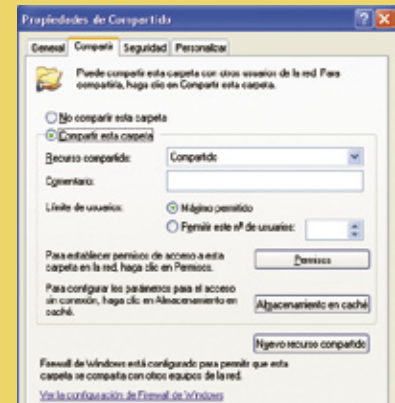 Propiedades de Compartido
General Compartir Seguridad Personalizar
Puede compartir esta carpeta con otros usuarios de la red. Para
compartirla, haga clic en Compartir esta carpeta.
No compartir esta carpeta
Compartir esta carpeta
Recurso compartido: Compartido
Comentario:
Límite de usuarios: Máximo permitido
Permitir este nº de usuarios:
Para establecer permisos de acceso a esta
carpeta en la red, haga clic en Permisos.
Permisos
Para configurar los parámetros para el acceso
sin conexión, haga clic en Almacenamiento en
caché.
Almacenamiento en caché
Nuevo recurso compartido
Firewall de Windows está configurado para permitir que esta
carpeta se comparta con otros equipos de la red.
Ver la configuración de Firewall de Windows